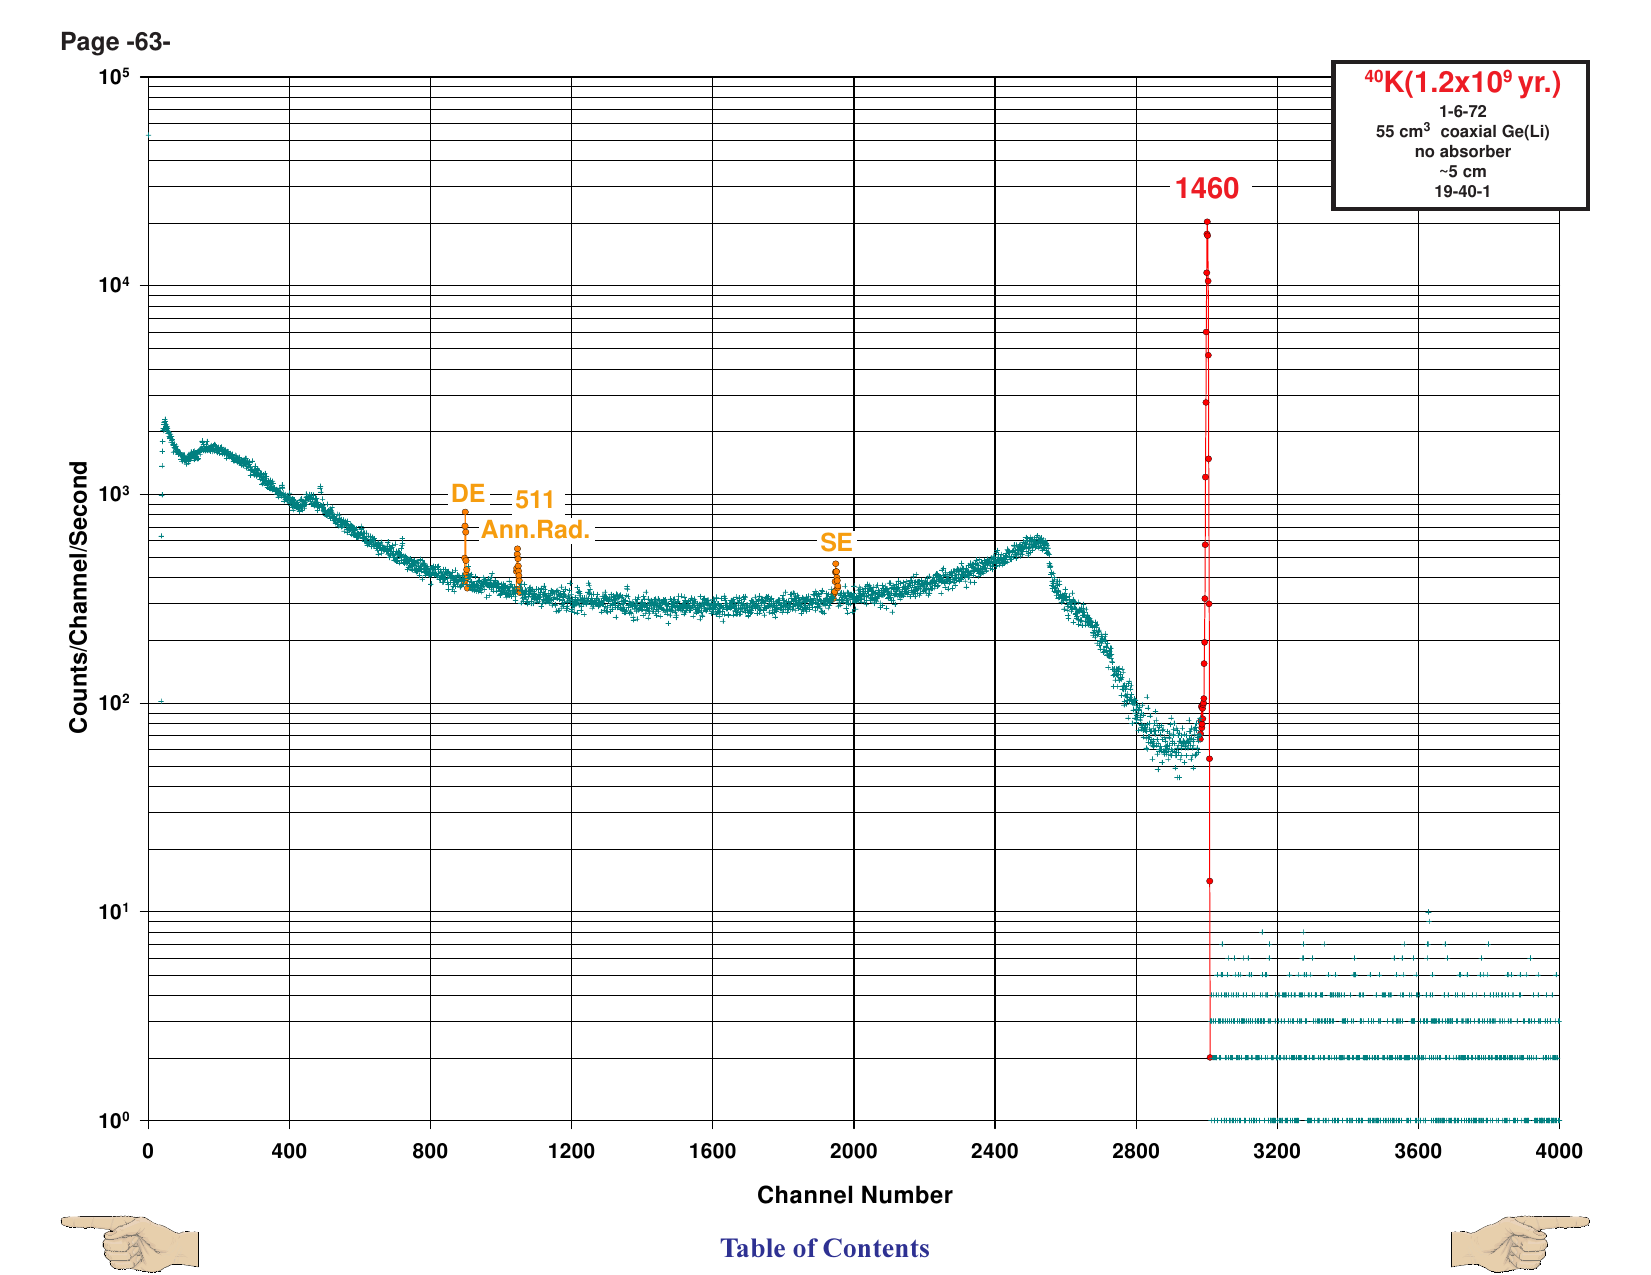 Page -63-
10⁵
⁴⁰K(1.2x10⁹ yr.)
1-6-72
55 cm³ coaxial Ge(Li)
no absorber
~5 cm
19-40-1
1460
10⁴
10³
DE
511
Ann.Rad.
SE
Counts/Channel/Second
10²
10¹
10⁰
0 400 800 1200 1600 2000 2400 2800 3200 3600 4000
Channel Number
Table of Contents